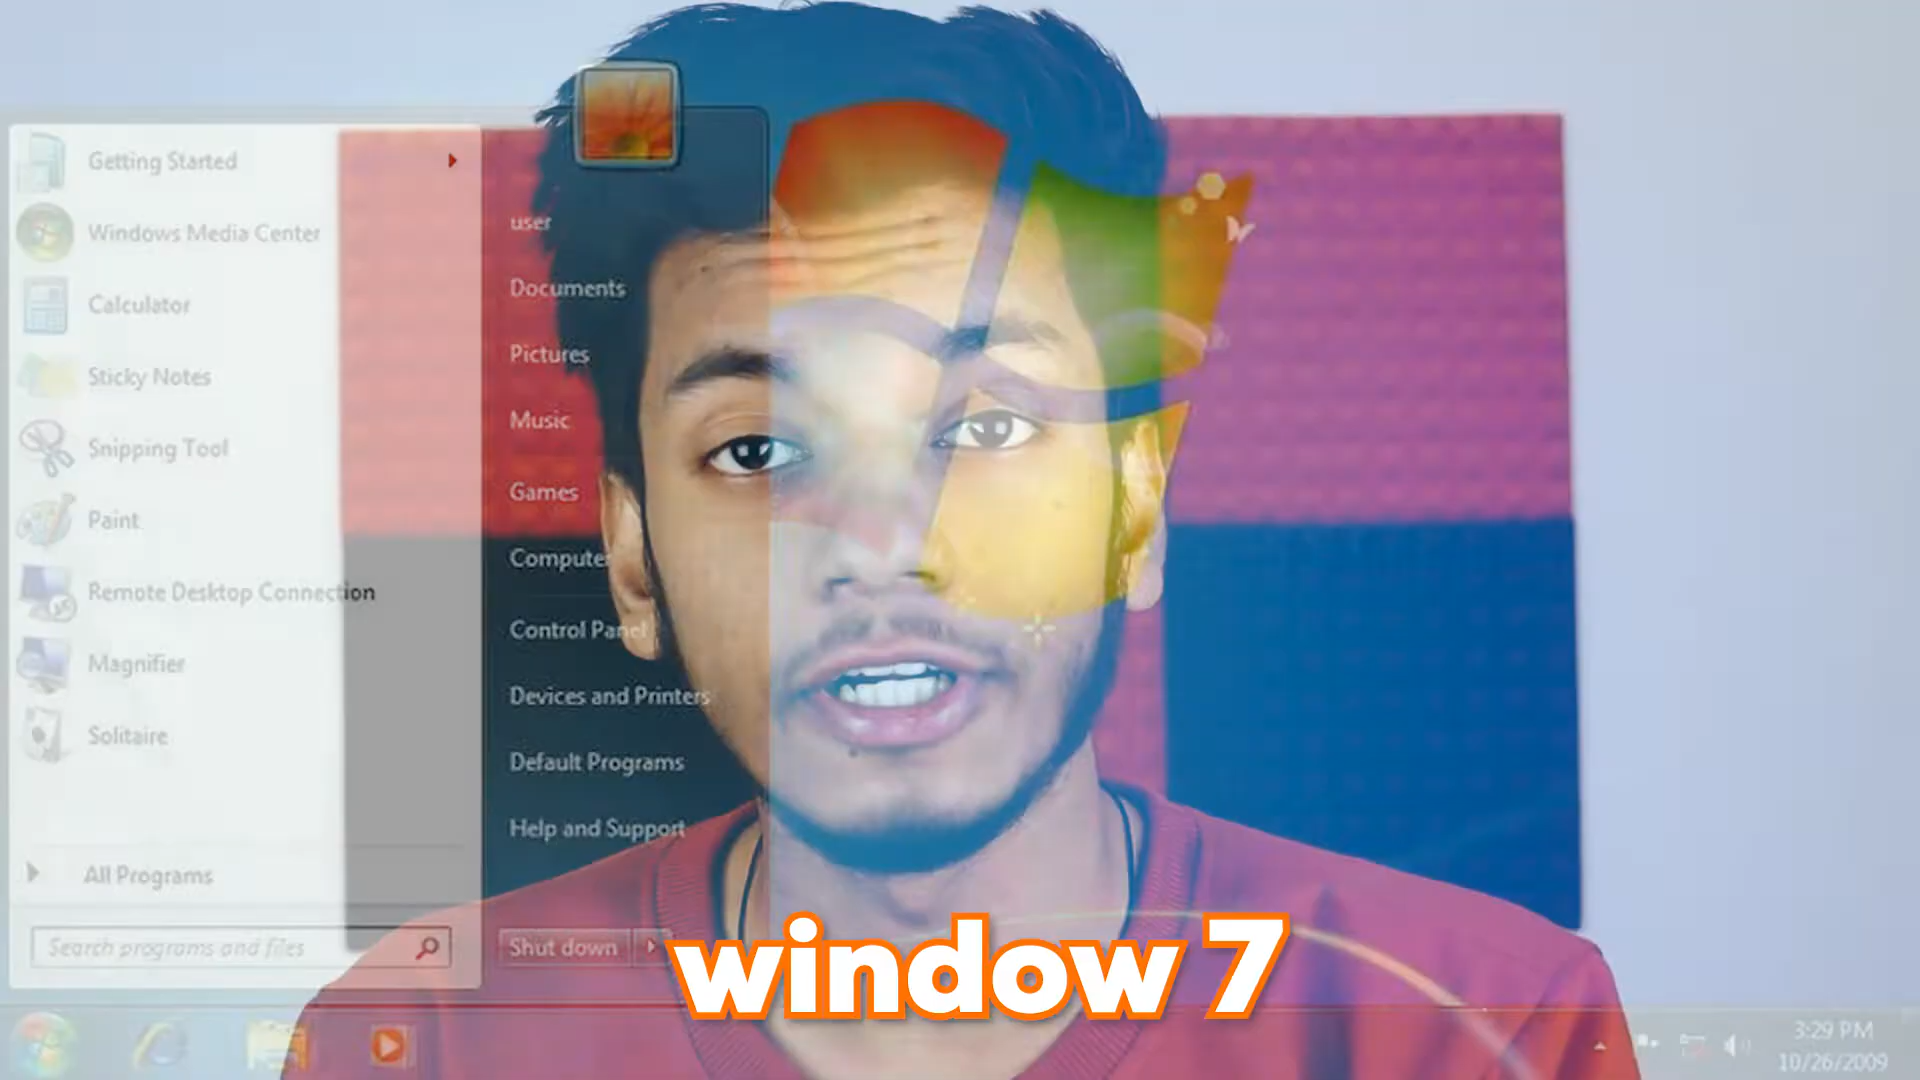 Getting Started
Windows Media Center
Calculator
Sticky Notes
Snipping Tool
Paint
Remote Desktop Connection
Magnifier
Solitaire
All Programs
Search programs and files
user
Documents
Pictures
Music
Games
Computer
Control Panel
Devices and Printers
Default Programs
Help and Support
Shut down
window 7
3:29 PM
10/26/2009